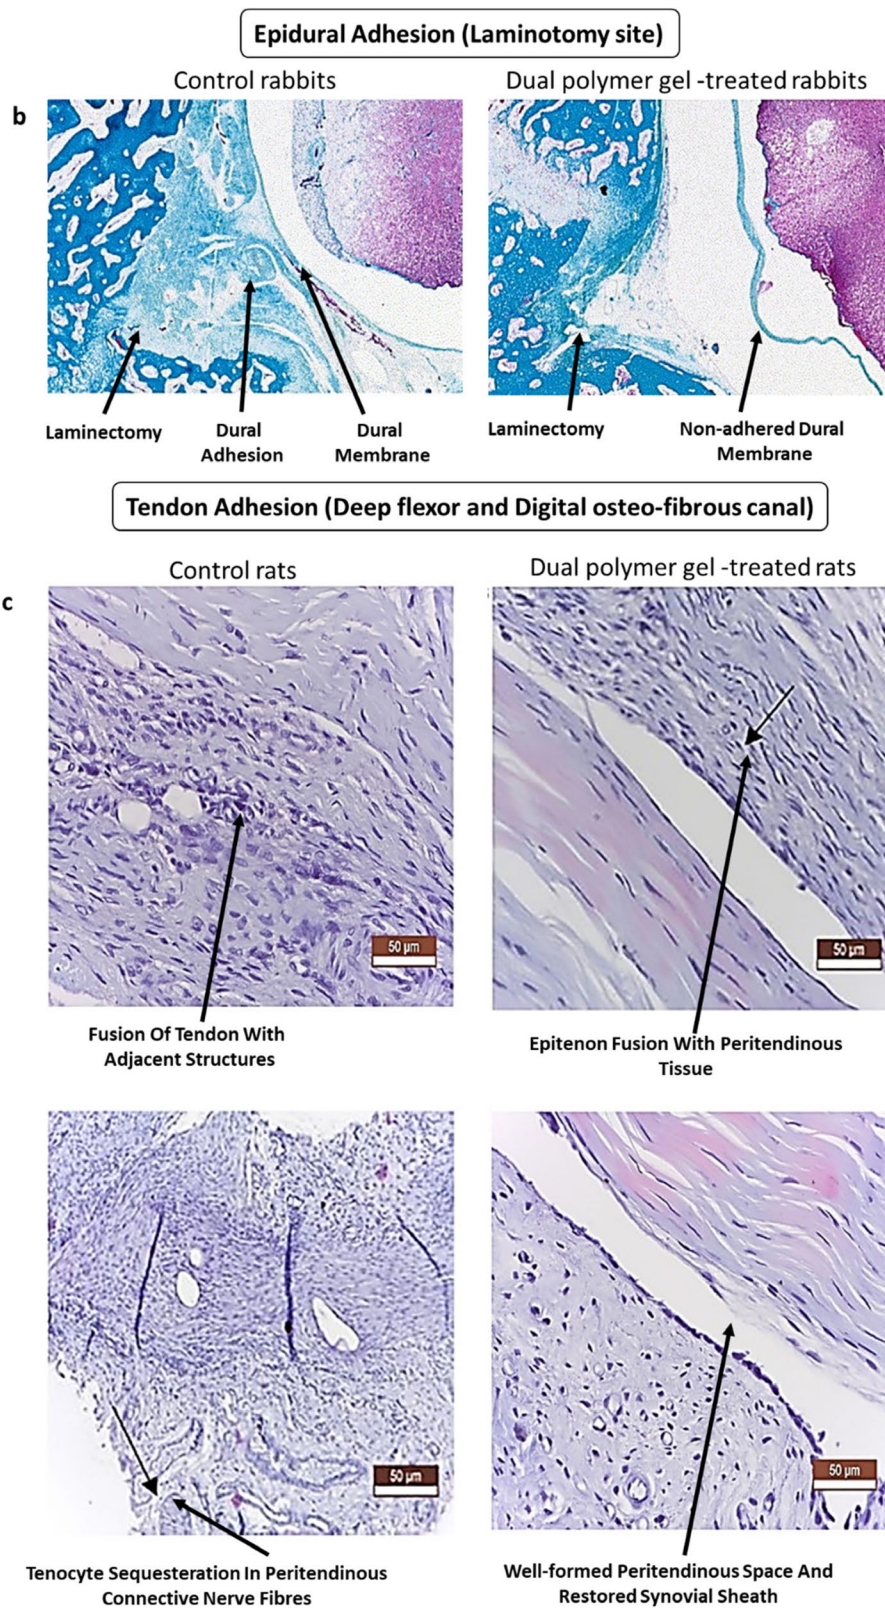 Epidural Adhesion (Laminotomy site)
Control rabbits
Dual polymer gel -treated rabbits
b
Laminectomy
Dural
Adhesion
Dural
Membrane
Laminectomy
Non-adhered Dural
Membrane
Tendon Adhesion (Deep flexor and Digital osteo-fibrous canal)
Control rats
Dual polymer gel -treated rats
c
50 µm
50 µm
Fusion Of Tendon With
Adjacent Structures
Epitenon Fusion With Peritendinous
Tissue
50 µm
50 µm
Tenocyte Sequesteration In Peritendinous
Connective Nerve Fibres
Well-formed Peritendinous Space And
Restored Synovial Sheath